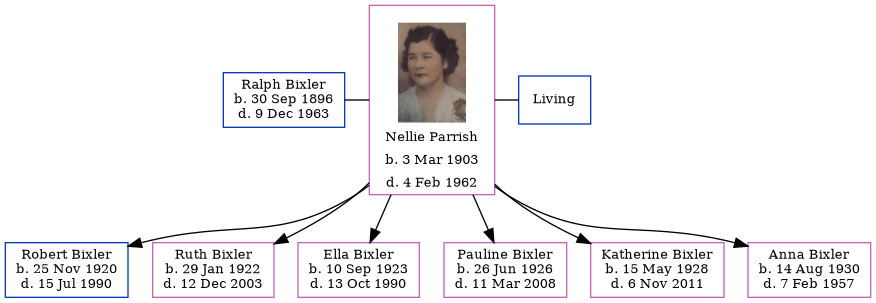 Ralph Bixler
b. 30 Sep 1896
d. 9 Dec 1963
Nellie Parrish
b. 3 Mar 1903
d. 4 Feb 1962
Living
Robert Bixler
b. 25 Nov 1920
d. 15 Jul 1990
Ruth Bixler
b. 29 Jan 1922
d. 12 Dec 2003
Ella Bixler
b. 10 Sep 1923
d. 13 Oct 1990
Pauline Bixler
b. 26 Jun 1926
d. 11 Mar 2008
Katherine Bixler
b. 15 May 1928
d. 6 Nov 2011
Anna Bixler
b. 14 Aug 1930
d. 7 Feb 1957